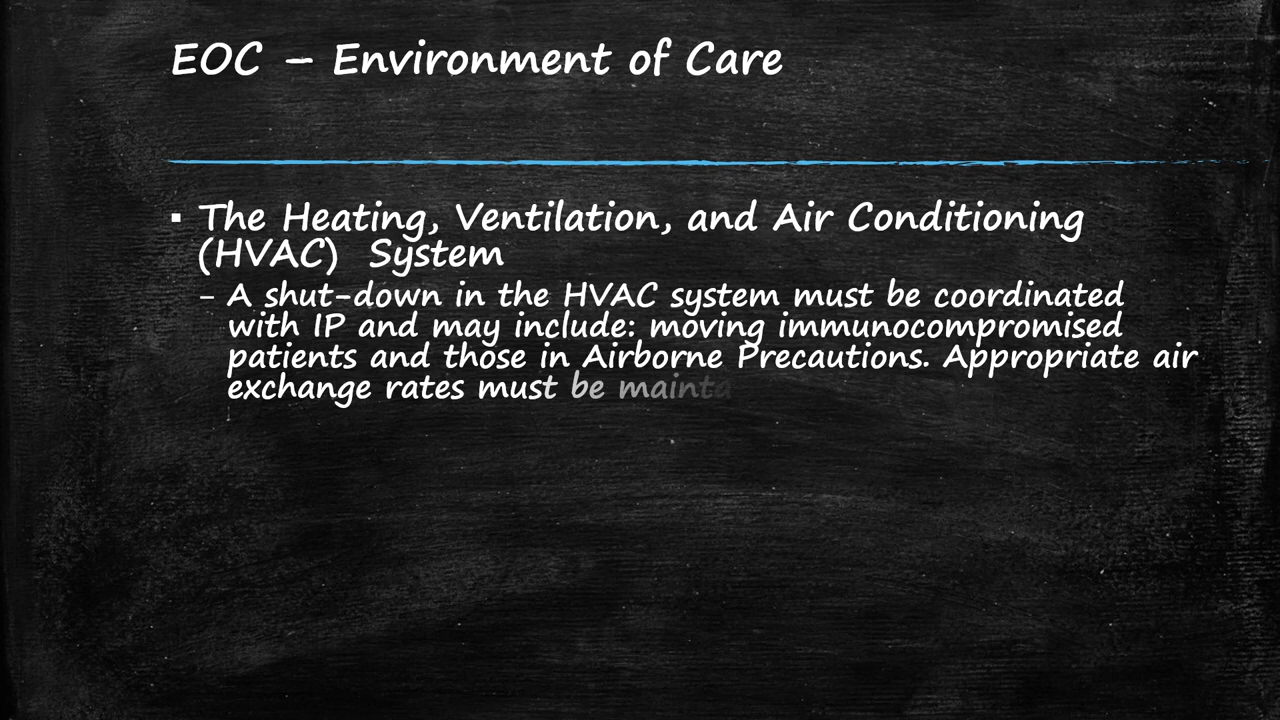 EOC – Environment of Care
▪ The Heating, Ventilation, and Air Conditioning
(HVAC) System
– A shut-down in the HVAC system must be coordinated
with IP and may include: moving immunocompromised
patients and those in Airborne Precautions. Appropriate air
exchange rates must be mainta